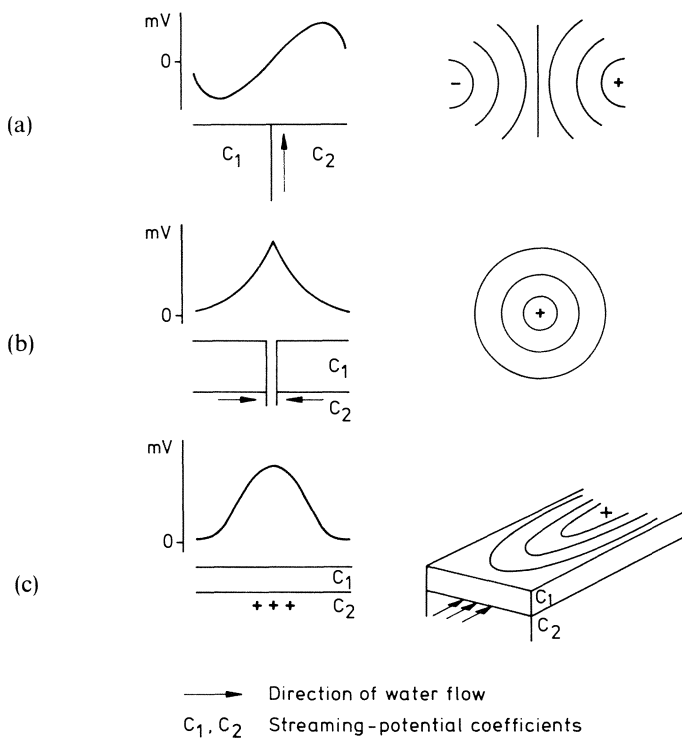 mV
0
(a)
C1 C2
- +
mV
0
(b)
C1
C2
+
mV
0
(c)
C1
+ + + C2
+
C1
C2
Direction of water flow
C1, C2 Streaming-potential coefficients